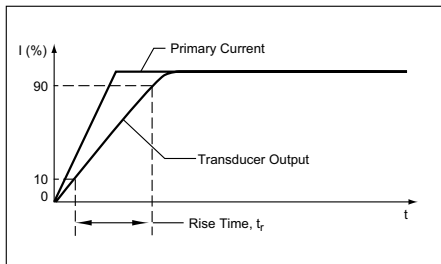 I (%)
Primary Current
90
Transducer Output
10
0
t
Rise Time, tr